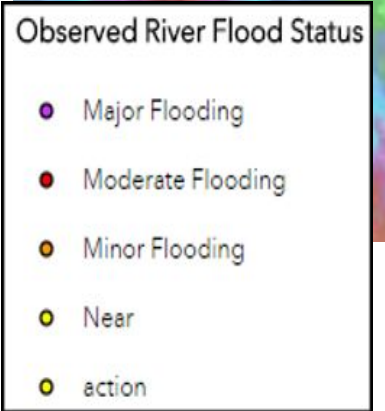 Observed River Flood Status
Major Flooding
Moderate Flooding
Minor Flooding
Near
action